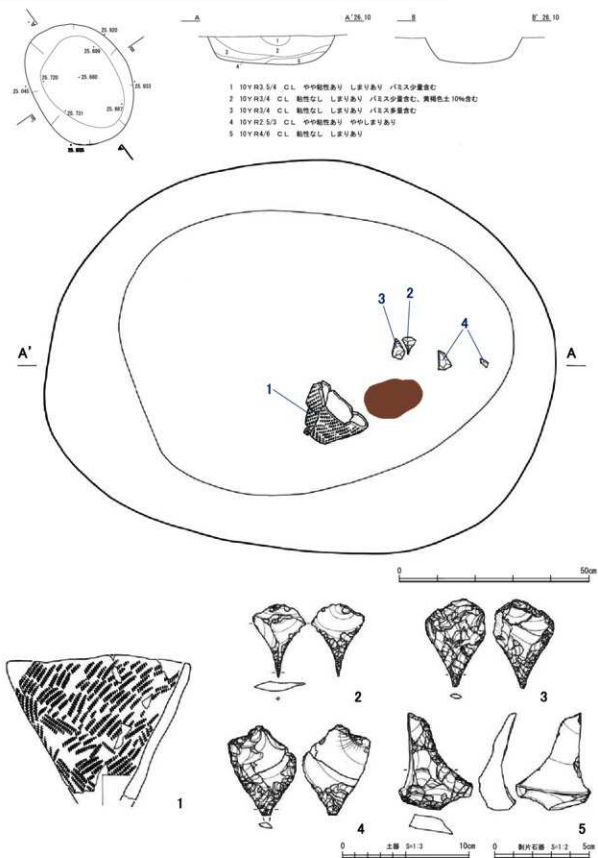 A
A'26.10
B
B' 26.10
25.920
25.686
25.720
25.660
25.933
25.687
25.731
1
2
3
1 10YR3.5/4 CL やや粘性あり しまりあり パミス少量含む
2 10YR3/4 CL 粘性なし しまりあり パミス少量含む、黄褐色土10%含む
3 10YR3/4 CL 粘性なし しまりあり パミス多量含む
4 10YR2.5/3 CL やや粘性あり ややしまりあり
5 10YR4/6 CL 粘性なし しまりあり
3
2
4
A'
A
1
0 50cm
2
3
1
4
5
0 土器 S=1:3 10cm
0 剥片石器 S=1:2 5cm